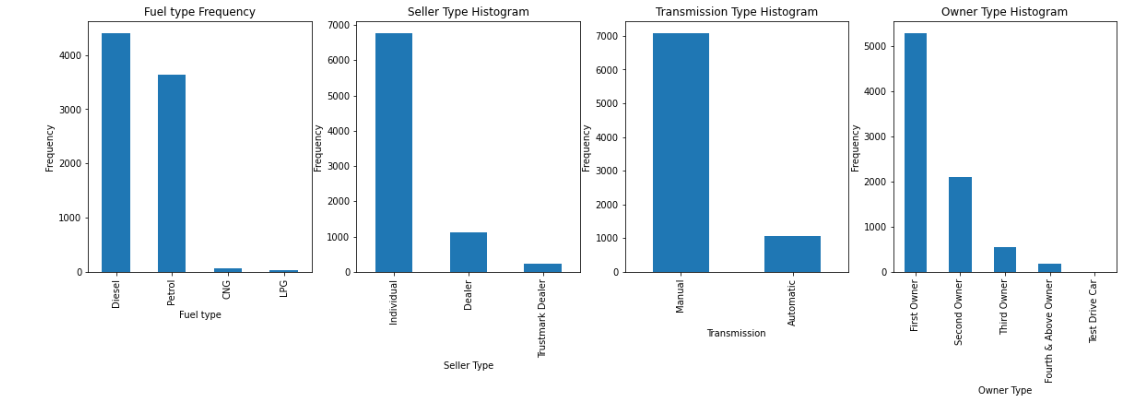 Fuel type Frequency
Frequency
4000
3000
2000
1000
0
Diesel
Petrol
CNG
LPG
Fuel type
Seller Type Histogram
Frequency
7000
6000
5000
4000
3000
2000
1000
0
Individual
Dealer
Trustmark Dealer
Seller Type
Transmission Type Histogram
Frequency
7000
6000
5000
4000
3000
2000
1000
0
Manual
Automatic
Transmission
Owner Type Histogram
Frequency
5000
4000
3000
2000
1000
0
First Owner
Second Owner
Third Owner
Fourth & Above Owner
Test Drive Car
Owner Type